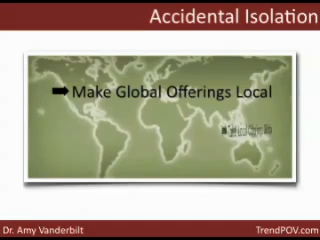 Accidental Isolation
Make Global Offerings Local
Dr. Amy Vanderbilt
TrendPOV.com